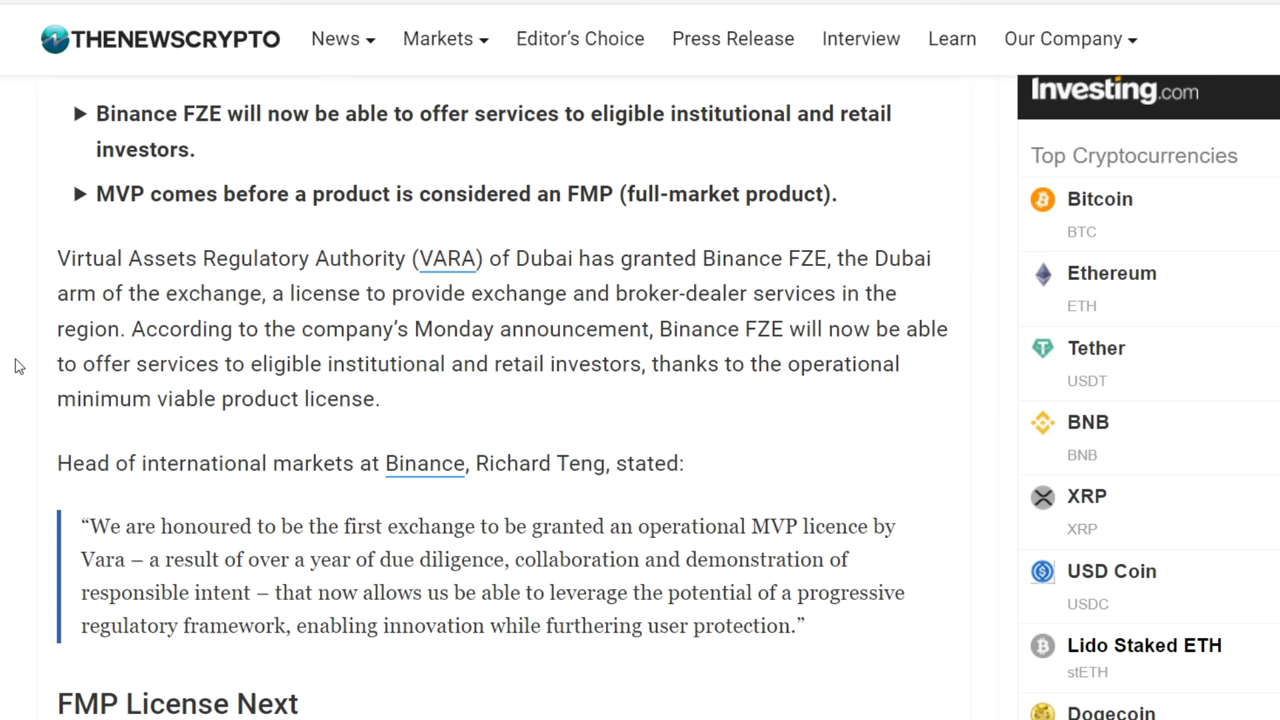 THENEWSCRYPTO
News Markets Editor’s Choice Press Release Interview Learn Our Company
Binance FZE will now be able to offer services to eligible institutional and retail
investors.
MVP comes before a product is considered an FMP (full-market product).
Virtual Assets Regulatory Authority (VARA) of Dubai has granted Binance FZE, the Dubai
arm of the exchange, a license to provide exchange and broker-dealer services in the
region. According to the company’s Monday announcement, Binance FZE will now be able
to offer services to eligible institutional and retail investors, thanks to the operational
minimum viable product license.
Head of international markets at Binance, Richard Teng, stated:
“We are honoured to be the first exchange to be granted an operational MVP licence by
Vara – a result of over a year of due diligence, collaboration and demonstration of
responsible intent – that now allows us be able to leverage the potential of a progressive
regulatory framework, enabling innovation while furthering user protection.”
FMP License Next
Investing.com
Top Cryptocurrencies
Bitcoin
BTC
Ethereum
ETH
Tether
USDT
BNB
BNB
XRP
XRP
USD Coin
USDC
Lido Staked ETH
stETH
Dogecoin